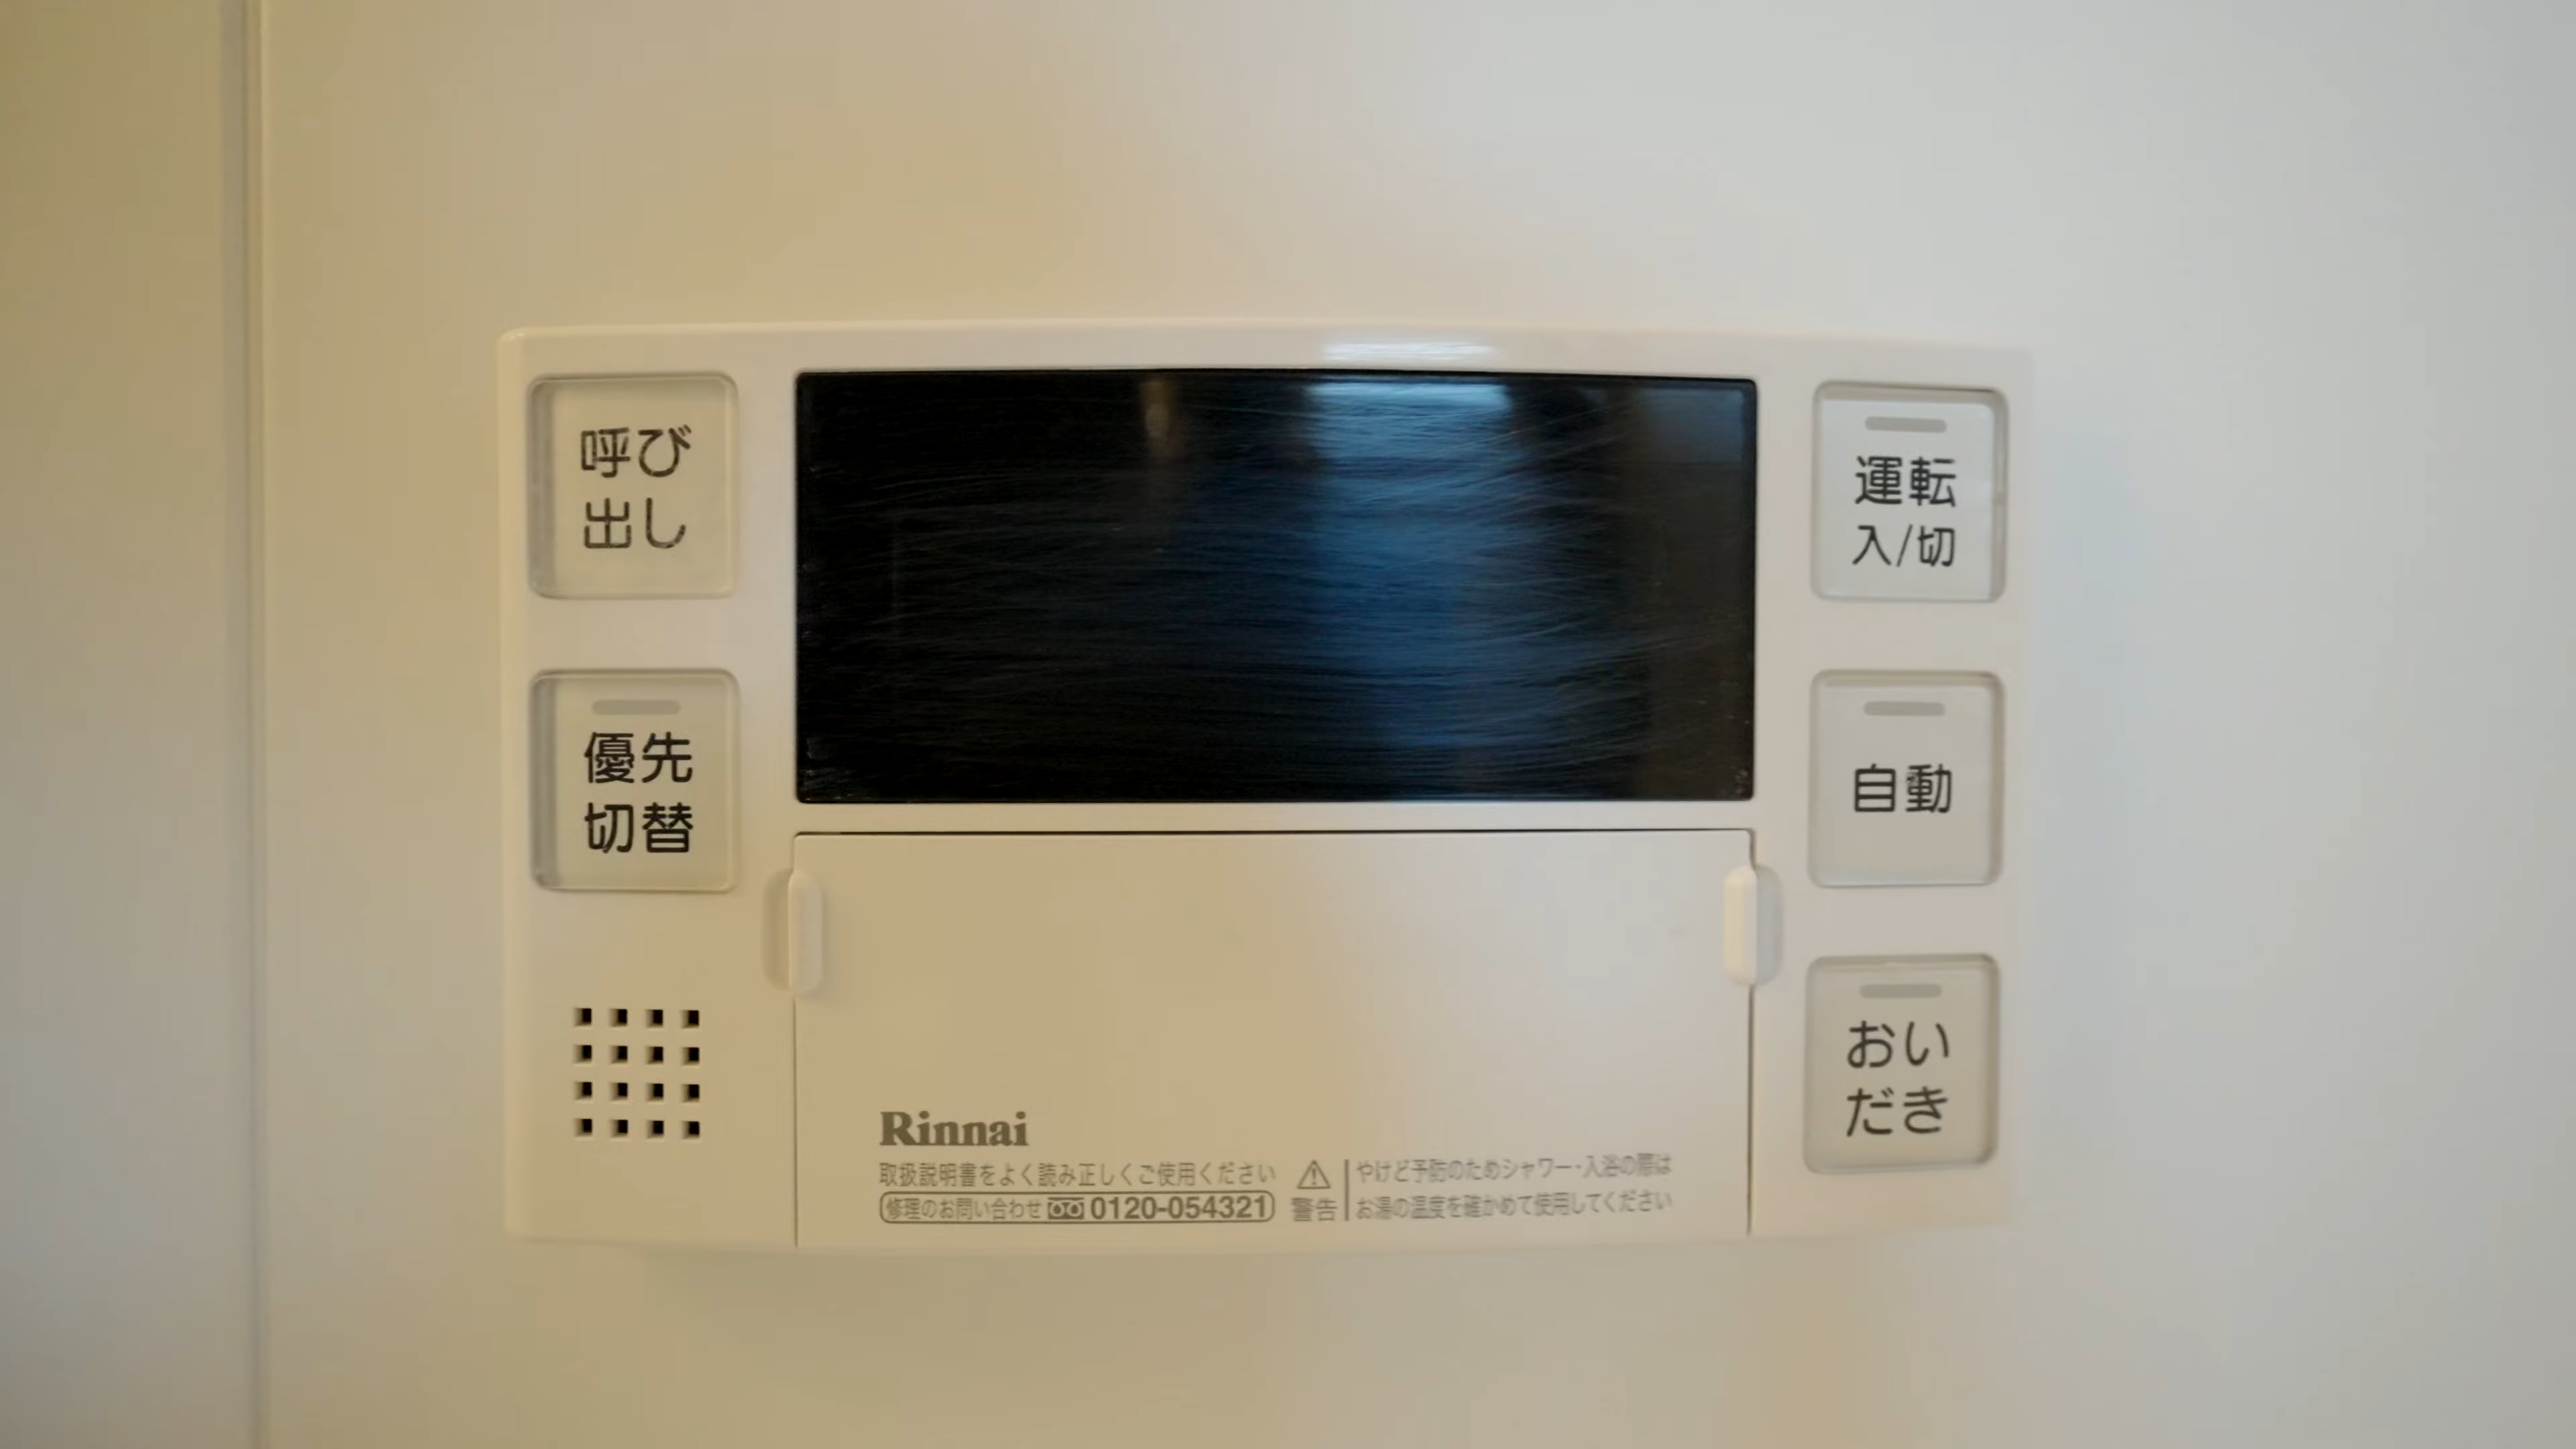 呼び
出し
優先
切替
運転
入/切
自動
おい
だき
Rinnai
取扱説明書をよく読み正しくご使用ください
修理のお問い合わせ 0120-054321
警告
やけど予防のためシャワー・入浴の際は
お湯の温度を確かめて使用してください